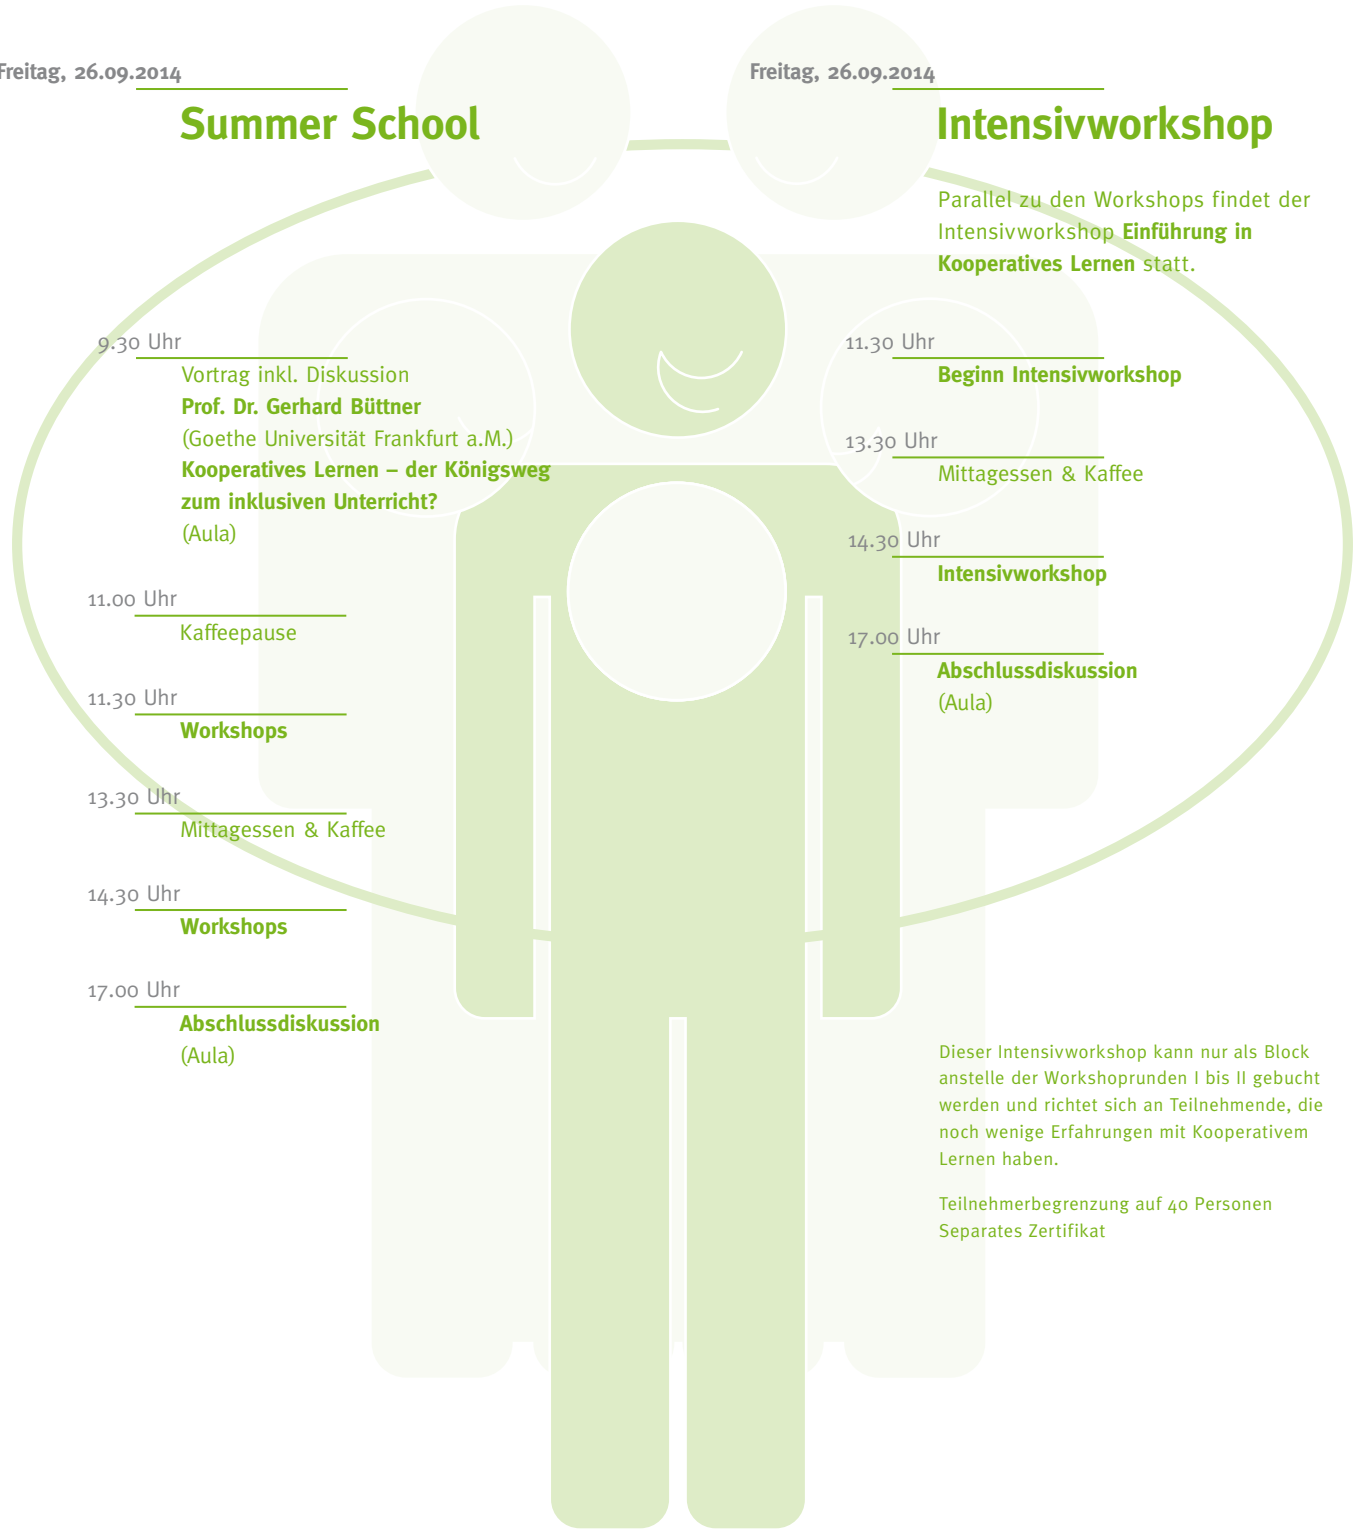 Freitag, 26.09.2014
Summer School
9.30 Uhr
Vortrag inkl. Diskussion
Prof. Dr. Gerhard Büttner
(Goethe Universität Frankfurt a.M.)
Kooperatives Lernen – der Königsweg
zum inklusiven Unterricht?
(Aula)
11.00 Uhr
Kaffeepause
11.30 Uhr
Workshops
13.30 Uhr
Mittagessen & Kaffee
14.30 Uhr
Workshops
17.00 Uhr
Abschlussdiskussion
(Aula)
Freitag, 26.09.2014
Intensivworkshop
Parallel zu den Workshops findet der
Intensivworkshop Einführung in
Kooperatives Lernen statt.
11.30 Uhr
Beginn Intensivworkshop
13.30 Uhr
Mittagessen & Kaffee
14.30 Uhr
Intensivworkshop
17.00 Uhr
Abschlussdiskussion
(Aula)
Dieser Intensivworkshop kann nur als Block
anstelle der Workshoprunden I bis II gebucht
werden und richtet sich an Teilnehmende, die
noch wenige Erfahrungen mit Kooperativem
Lernen haben.
Teilnehmerbegrenzung auf 40 Personen
Separates Zertifikat